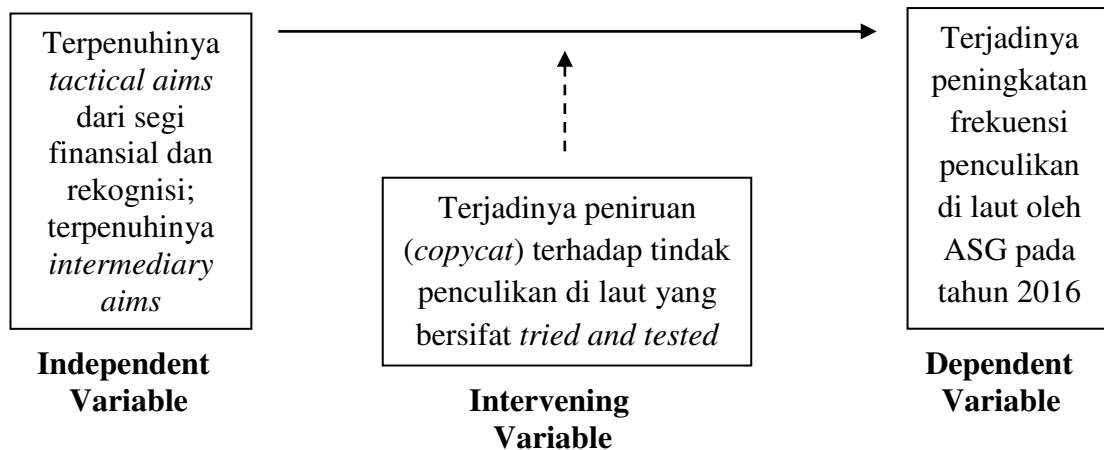 Terpenuhinya
tactical aims
dari segi
finansial dan
rekognisi;
terpenuhinya
intermediary
aims
Independent
Variable
Terjadinya peniruan
(copycat) terhadap tindak
penculikan di laut yang
bersifat tried and tested
Intervening
Variable
Terjadinya
peningkatan
frekuensi
penculikan
di laut oleh
ASG pada
tahun 2016
Dependent
Variable